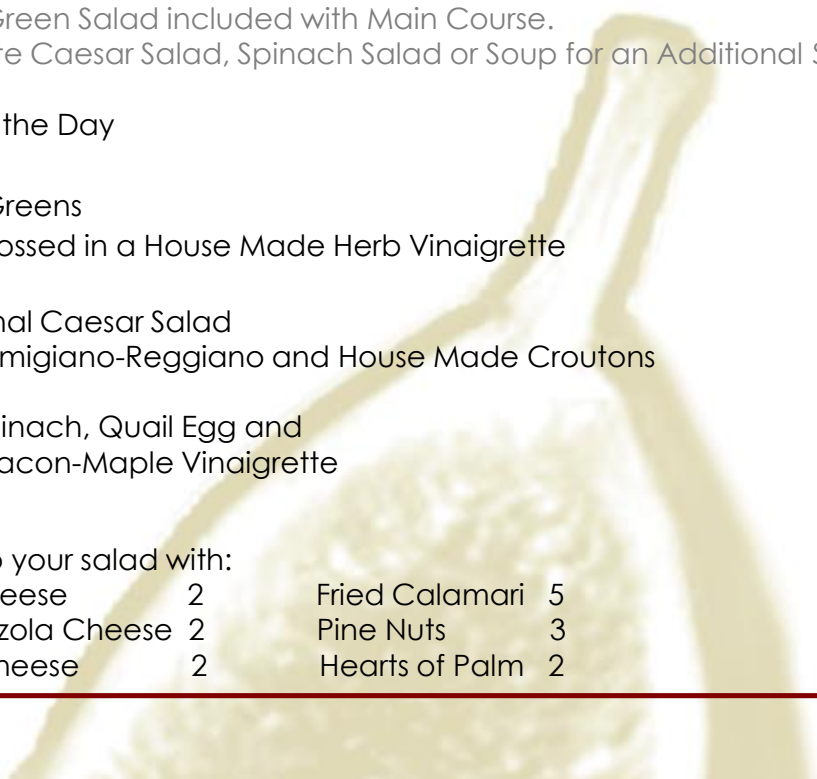 Green Salad included with Main Course.
Caesar Salad, Spinach Salad or Soup for an Additional
the Day
Greens
ossed in a House Made Herb Vinaigrette
nal Caesar Salad
migiano-Reggiano and House Made Croutons
inach, Quail Egg and
acon-Maple Vinaigrette
your salad with:
eese 2 Fried Calamari 5
zola Cheese 2 Pine Nuts 3
heese 2 Hearts of Palm 2